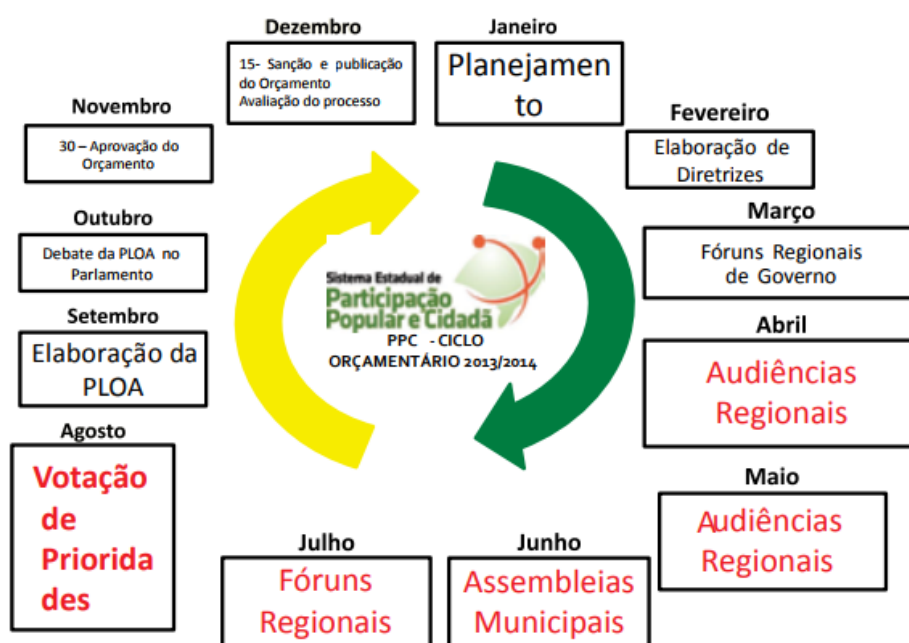 Janeiro
Planejamen
to
Fevereiro
Elaboração de
Diretrizes
Março
Fóruns Regionais
de Governo
Abril
Audiências
Regionais
Maio
Audiências
Regionais
Junho
Assembleias
Municipais
Julho
Fóruns
Regionais
Agosto
Votação
de
Priorida
des
Setembro
Elaboração da
PLOA
Outubro
Debate da PLOA no
Parlamento
Novembro
30 – Aprovação do
Orçamento
Dezembro
15- Sanção e publicação
do Orçamento
Avaliação do processo
Sistema Estadual de
Participação
Popular e Cidadã
PPC - CICLO
ORÇAMENTÁRIO 2013/2014